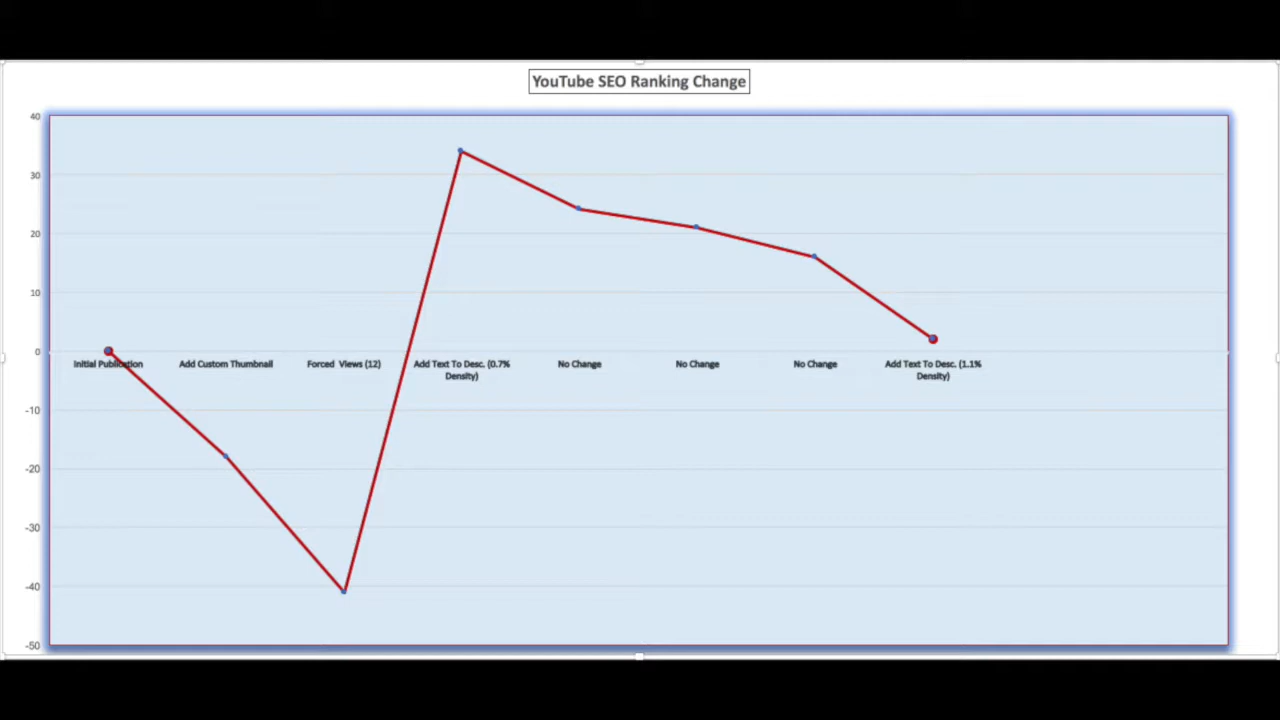 YouTube SEO Ranking Change
40
30
20
10
0
-10
-20
-30
-40
-50
Initial Publication
Add Custom Thumbnail
Forced Views (12)
Add Text To Desc. (0.7%
Density)
No Change
No Change
No Change
Add Text To Desc. (1.1%
Density)